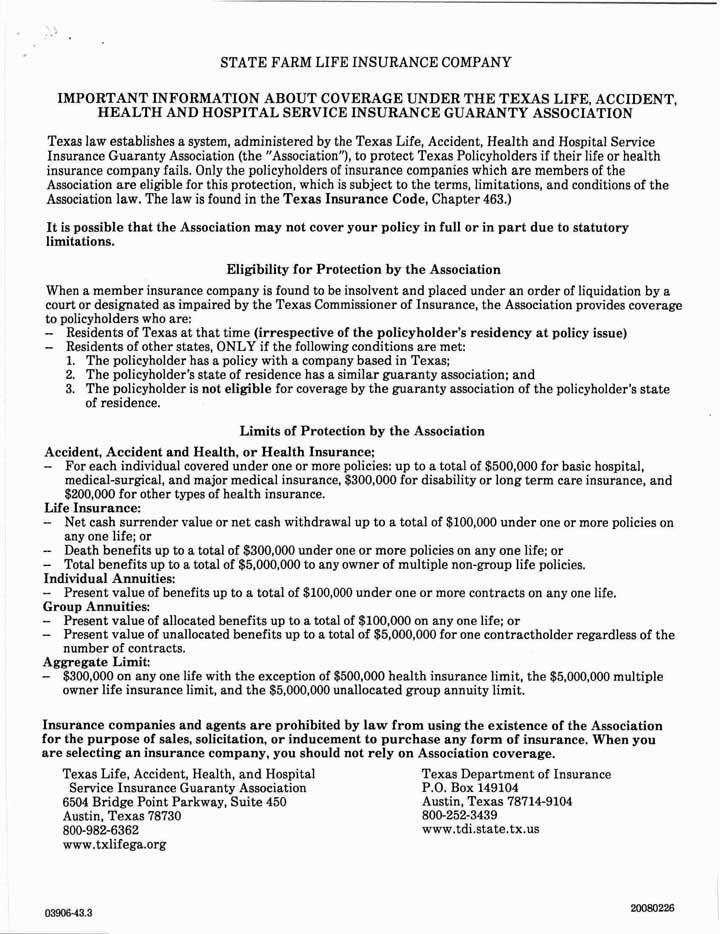 STATE FARM LIFE INSURANCE COMPANY
IMPORTANT INFORMATION ABOUT COVERAGE UNDER THE TEXAS LIFE, ACCIDENT,
HEALTH AND HOSPITAL SERVICE INSURANCE GUARANTY ASSOCIATION
Texas law establishes a system, administered by the Texas Life, Accident, Health and Hospital Service
Insurance Guaranty Association (the "Association"), to protect Texas Policyholders if their life or health
insurance company fails. Only the policyholders of insurance companies which are members of the
Association are eligible for this protection, which is subject to the terms, limitations, and conditions of the
Association law. The law is found in the Texas Insurance Code, Chapter 463.)
It is possible that the Association may not cover your policy in full or in part due to statutory
limitations.
Eligibility for Protection by the Association
When a member insurance company is found to be insolvent and placed under an order of liquidation by a
court or designated as impaired by the Texas Commissioner of Insurance, the Association provides coverage
to policyholders who are:
– Residents of Texas at that time (irrespective of the policyholder's residency at policy issue)
– Residents of other states, ONLY if the following conditions are met:
1. The policyholder has a policy with a company based in Texas;
2. The policyholder's state of residence has a similar guaranty association; and
3. The policyholder is not eligible for coverage by the guaranty association of the policyholder's state
of residence.
Limits of Protection by the Association
Accident, Accident and Health, or Health Insurance;
– For each individual covered under one or more policies: up to a total of $500,000 for basic hospital,
medical-surgical, and major medical insurance, $300,000 for disability or long term care insurance, and
$200,000 for other types of health insurance.
Life Insurance:
– Net cash surrender value or net cash withdrawal up to a total of $100,000 under one or more policies on
any one life; or
– Death benefits up to a total of $300,000 under one or more policies on any one life; or
– Total benefits up to a total of $5,000,000 to any owner of multiple non-group life policies.
Individual Annuities:
– Present value of benefits up to a total of $100,000 under one or more contracts on any one life.
Group Annuities:
– Present value of allocated benefits up to a total of $100,000 on any one life; or
– Present value of unallocated benefits up to a total of $5,000,000 for one contractholder regardless of the
number of contracts.
Aggregate Limit:
– $300,000 on any one life with the exception of $500,000 health insurance limit, the $5,000,000 multiple
owner life insurance limit, and the $5,000,000 unallocated group annuity limit.
Insurance companies and agents are prohibited by law from using the existence of the Association
for the purpose of sales, solicitation, or inducement to purchase any form of insurance. When you
are selecting an insurance company, you should not rely on Association coverage.
Texas Life, Accident, Health, and Hospital
Service Insurance Guaranty Association
6504 Bridge Point Parkway, Suite 450
Austin, Texas 78730
800-982-6362
www.txlifega.org
Texas Department of Insurance
P.O. Box 149104
Austin, Texas 78714-9104
800-252-3439
www.tdi.state.tx.us
03906-43.3
20080226